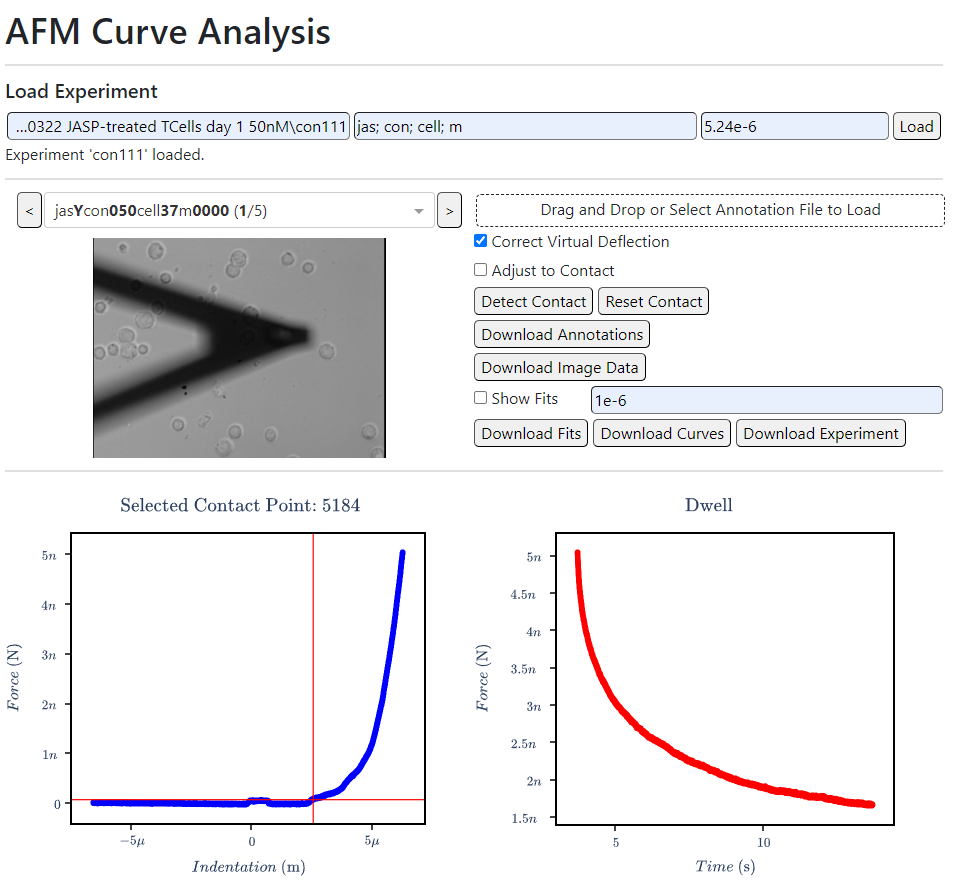 AFM Curve Analysis
Load Experiment
...0322 JASP-treated TCells day 1 50nM\con111 jas; con; cell; m 5.24e-6 Load
Experiment 'con111' loaded.
< jasYcon050cell37m0000 (1/5) > Drag and Drop or Select Annotation File to Load
Correct Virtual Deflection
Adjust to Contact
Detect Contact Reset Contact
Download Annotations
Download Image Data
Show Fits 1e-6
Download Fits Download Curves Download Experiment
Selected Contact Point: 5184
5n
4n
3n
2n
1n
0
Force (N)
−5μ 0 5μ
Indentation (m)
Dwell
5n
4.5n
4n
3.5n
3n
2.5n
2n
1.5n
Force (N)
5 10
Time (s)